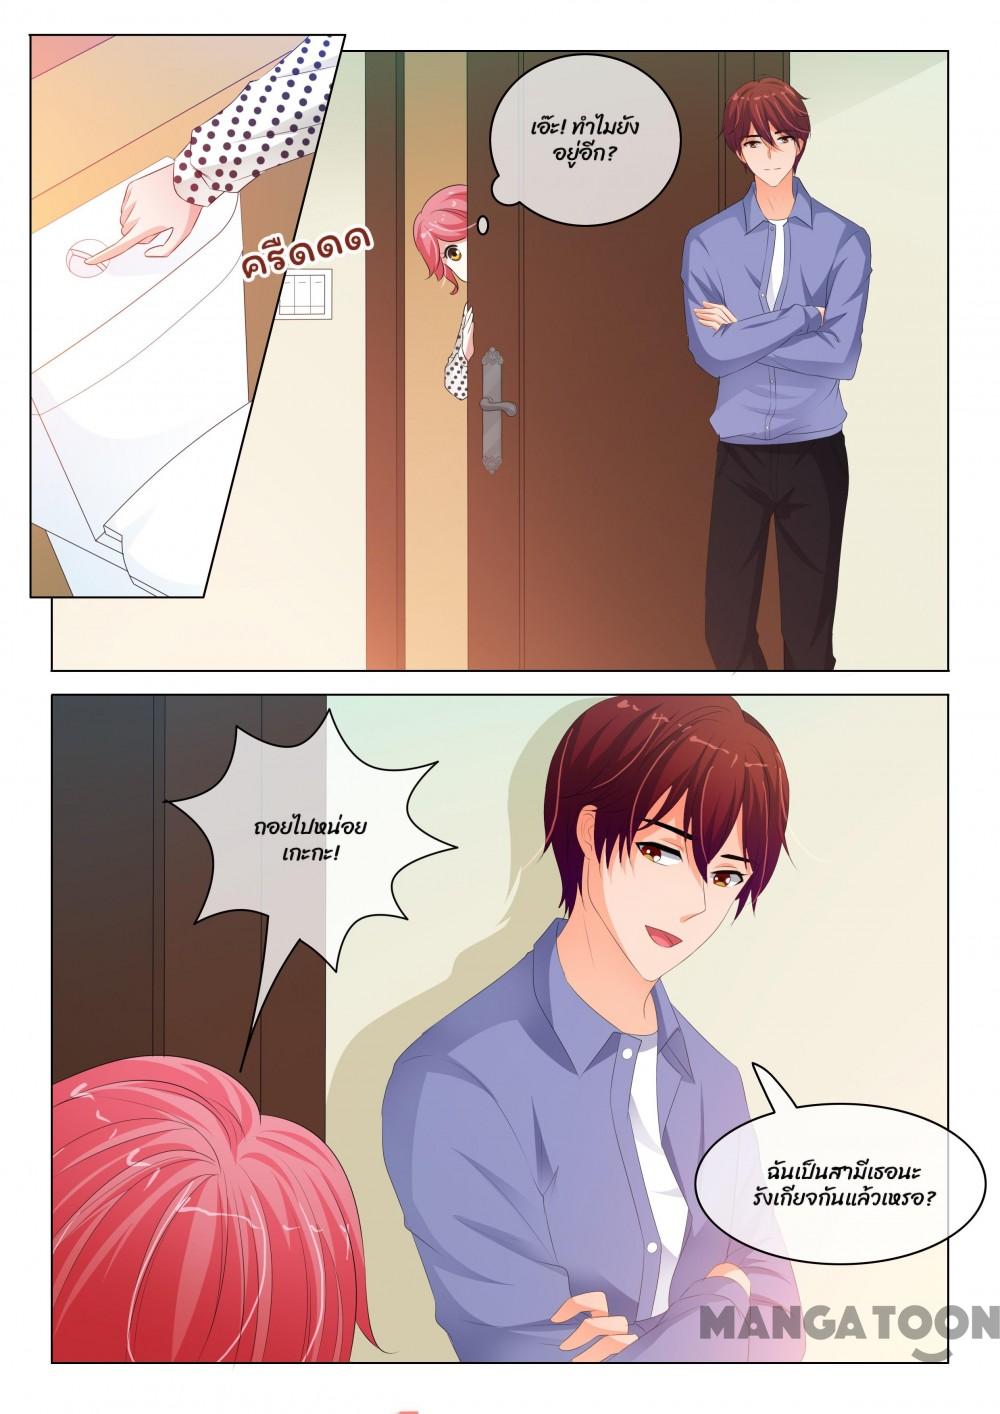 ครืดดด
เอ๊ะ! ทำไมยัง
อยู่อีก?
ถอยไปหน่อย
เกะกะ!
ฉันเป็นสามีเธอนะ
รังเกียจกันแล้วเหรอ?
MANGATOON